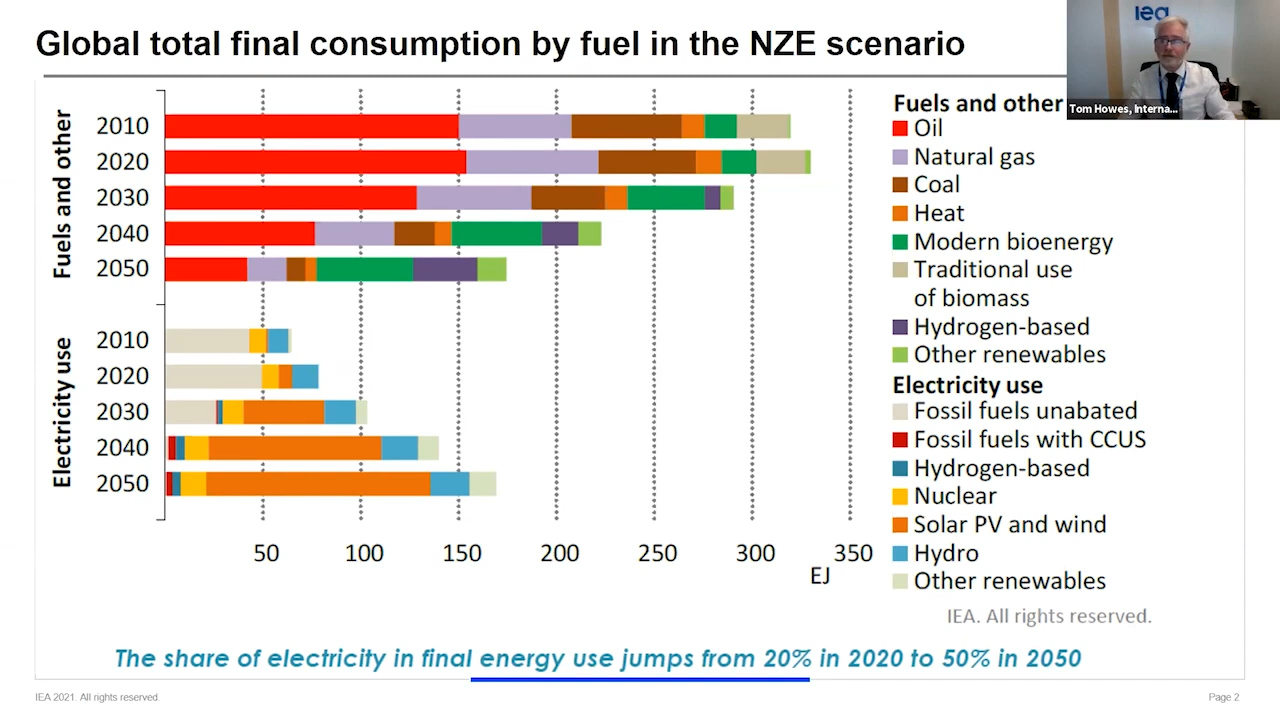 Global total final consumption by fuel in the NZE scenario
iea
Tom Howes, Interna...
Fuels and other
2010
2020
2030
2040
2050
Electricity use
2010
2020
2030
2040
2050
50 100 150 200 250 300 350
EJ
Fuels and other
Oil
Natural gas
Coal
Heat
Modern bioenergy
Traditional use
of biomass
Hydrogen-based
Other renewables
Electricity use
Fossil fuels unabated
Fossil fuels with CCUS
Hydrogen-based
Nuclear
Solar PV and wind
Hydro
Other renewables
IEA. All rights reserved.
The share of electricity in final energy use jumps from 20% in 2020 to 50% in 2050
IEA 2021. All rights reserved.
Page 2